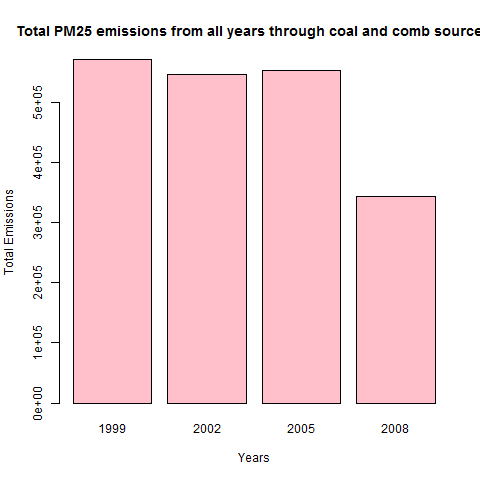 Total PM25 emissions from all years through coal and comb source
Total Emissions
5e+05
4e+05
3e+05
2e+05
1e+05
0e+00
1999 2002 2005 2008
Years